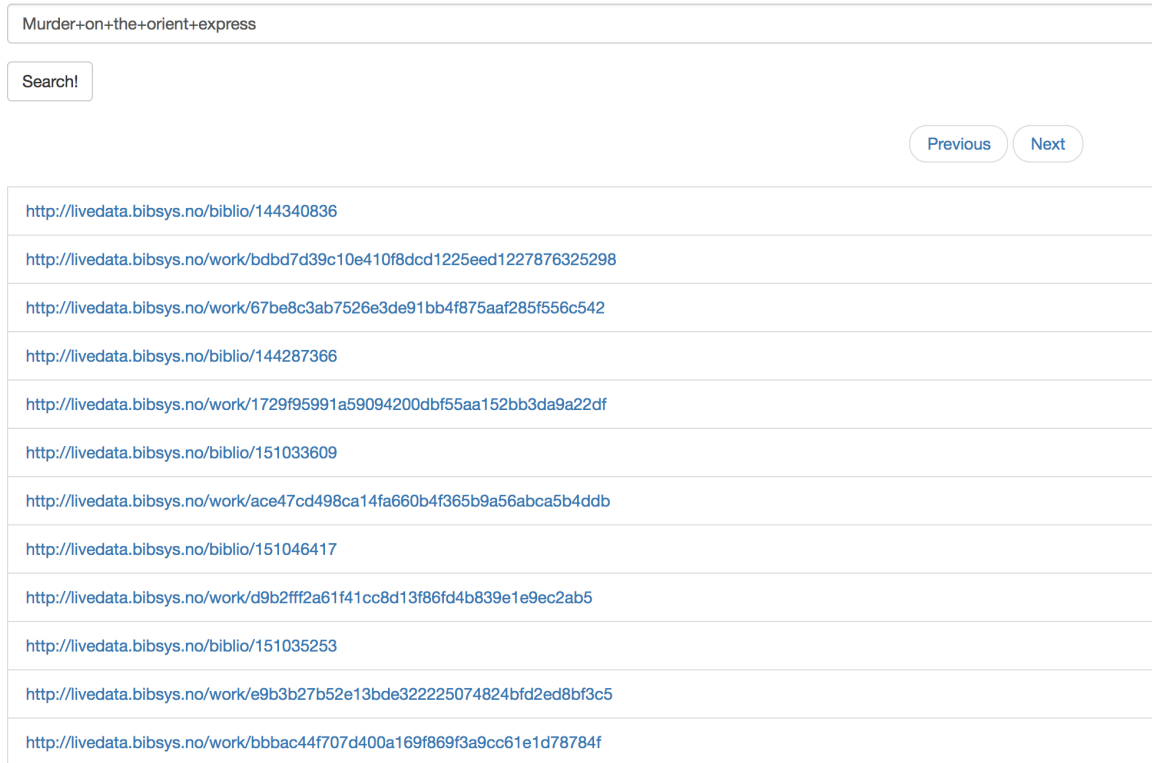 Murder+on+the+orient+express
Search!
Previous Next
http://livedata.bibsys.no/biblio/144340836
http://livedata.bibsys.no/work/bdbd7d39c10e410f8dcd1225eed1227876325298
http://livedata.bibsys.no/work/67be8c3ab7526e3de91bb4f875aaf285f556c542
http://livedata.bibsys.no/biblio/144287366
http://livedata.bibsys.no/work/1729f95991a59094200dbf55aa152bb3da9a22df
http://livedata.bibsys.no/biblio/151033609
http://livedata.bibsys.no/work/ace47cd498ca14fa660b4f365b9a56abca5b4ddb
http://livedata.bibsys.no/biblio/151046417
http://livedata.bibsys.no/work/d9b2fff2a61f41cc8d13f86fd4b839e1e9ec2ab5
http://livedata.bibsys.no/biblio/151035253
http://livedata.bibsys.no/work/e9b3b27b52e13bde322225074824bfd2ed8bf3c5
http://livedata.bibsys.no/work/bbbac44f707d400a169f869f3a9cc61e1d78784f